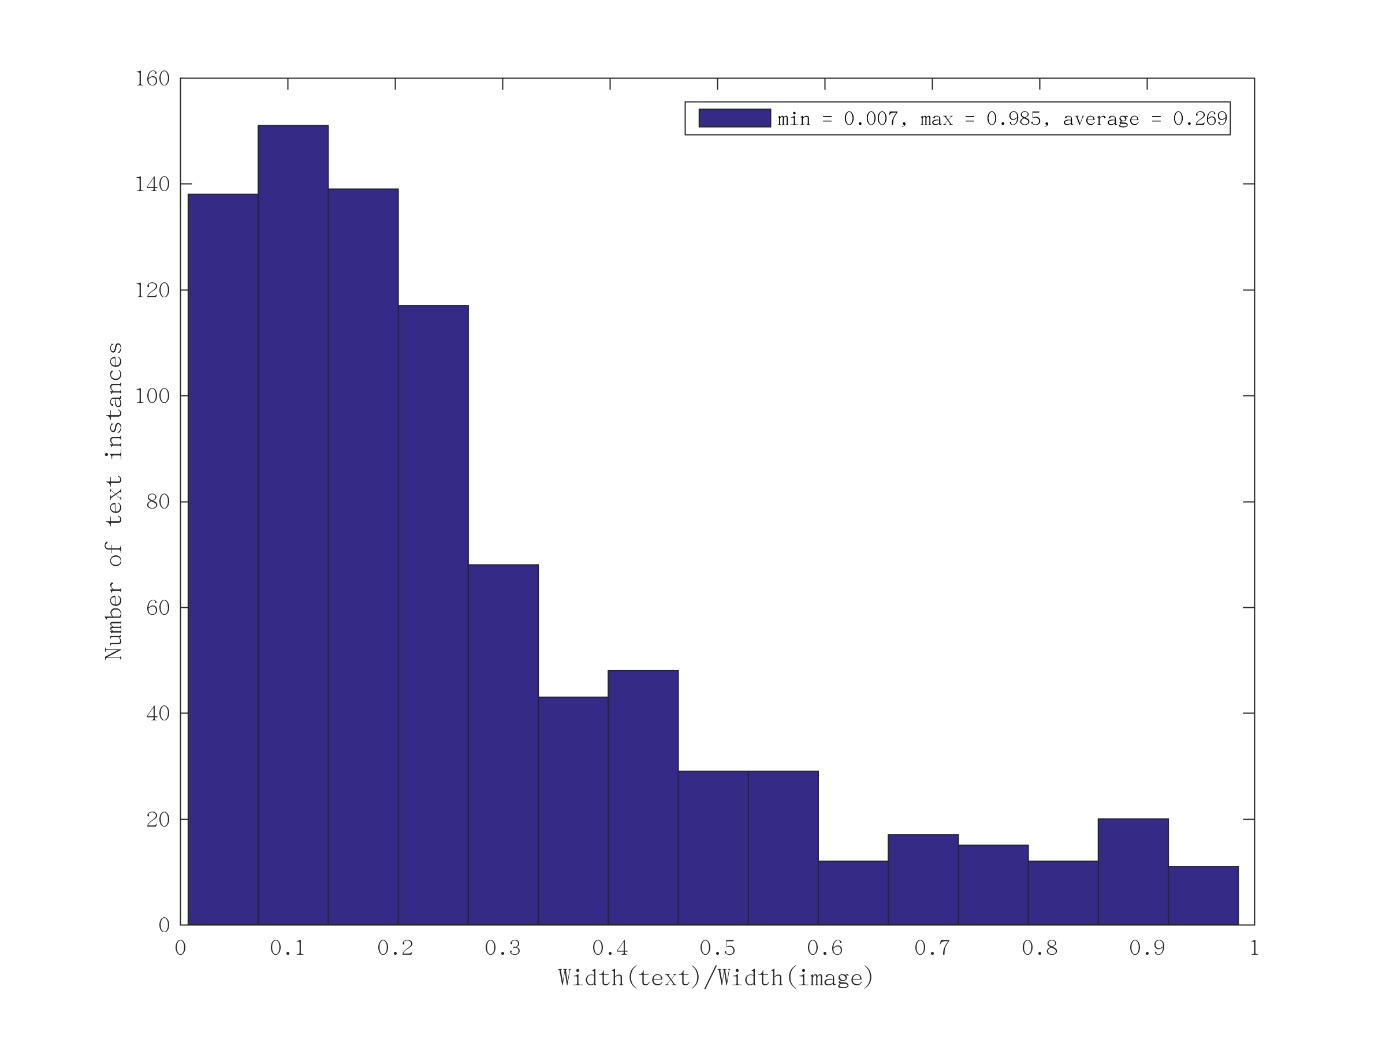 160
min = 0.007, max = 0.985, average = 0.269
140
120
100
80
60
40
20
0
Number of text instances
0 0.1 0.2 0.3 0.4 0.5 0.6 0.7 0.8 0.9 1
Width(text)/Width(image)